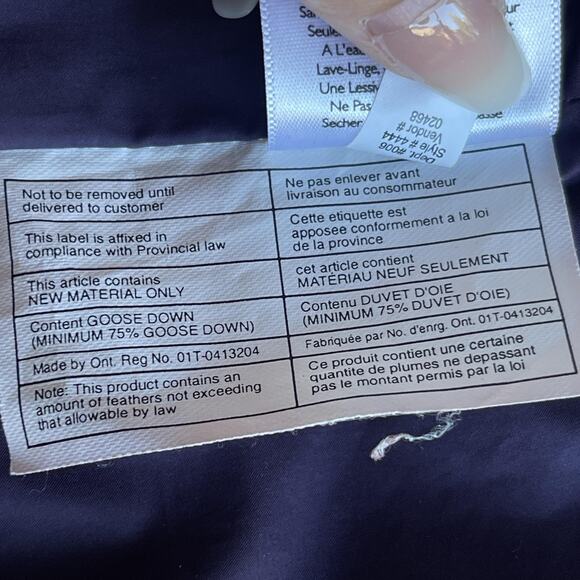 Seule
A L'eau
Lave-Linge,
Une Lessiv
Ne Pas
Secher
Dept. #006
Style # 4444
Vendor #
02468
Not to be removed until
delivered to customer
Ne pas enlever avant
livraison au consommateur
This label is affixed in
compliance with Provincial law
Cette etiquette est
apposee conformement a la loi
de la province
This article contains
NEW MATERIAL ONLY
cet article contient
MATÉRIAU NEUF SEULEMENT
Content GOOSE DOWN
(MINIMUM 75% GOOSE DOWN)
Contenu DUVET D'OIE
(MINIMUM 75% DUVET D'OIE)
Made by Ont. Reg No. 01T-0413204
Fabriquée par No. d'enrg. Ont. 01T-0413204
Note: This product contains an
amount of feathers not exceeding
that allowable by law
Ce produit contient une certaine
quantite de plumes ne depassant
pas le montant permis par la loi